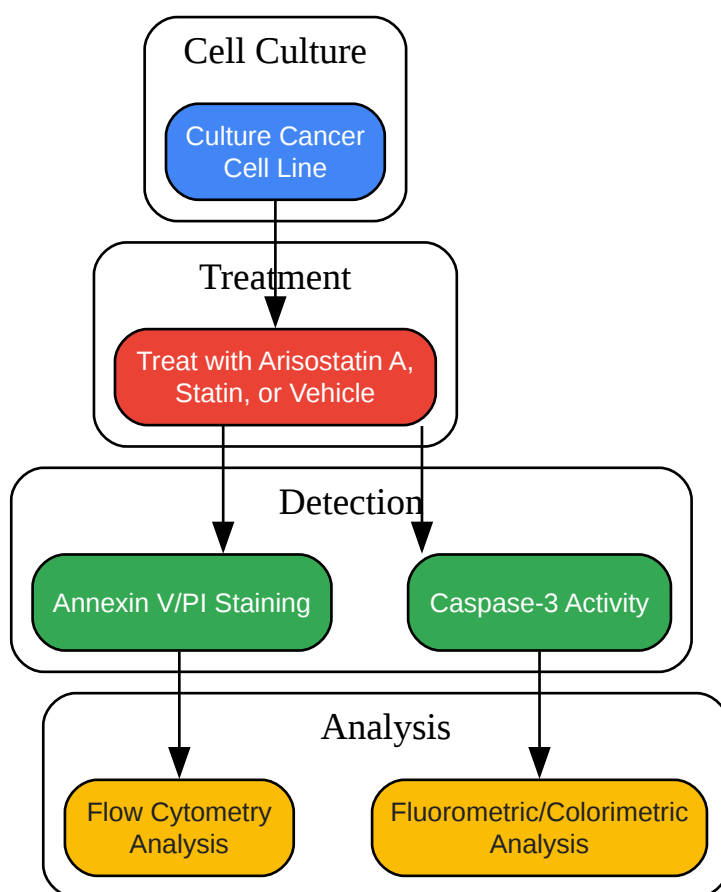 Cell Culture
Culture Cancer
Cell Line
Treatment
Treat with Arisostatin A,
Statin, or Vehicle
Detection
Annexin V/PI Staining
Caspase-3 Activity
Analysis
Flow Cytometry
Analysis
Fluorometric/Colorimetric
Analysis